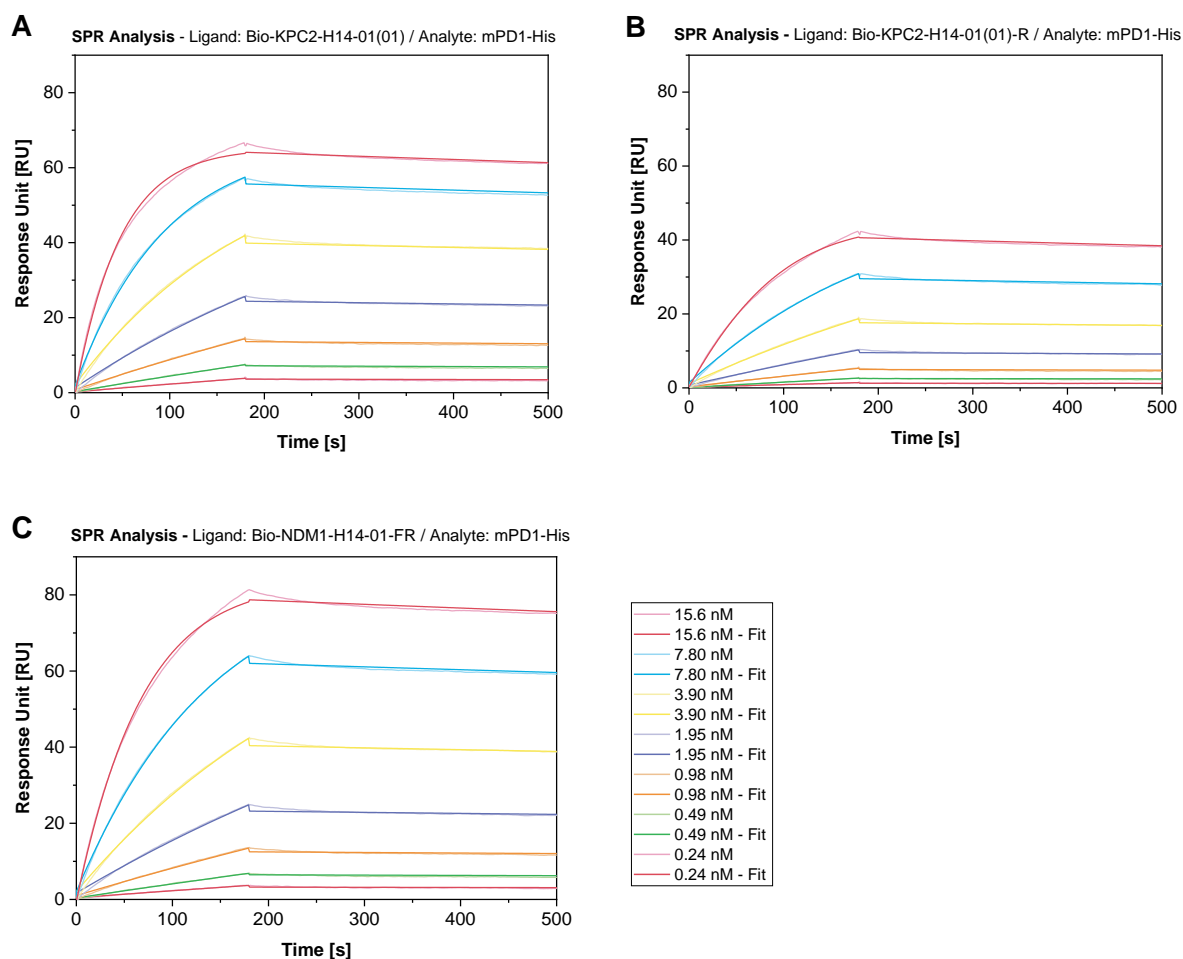 A
SPR Analysis - Ligand: Bio-KPC2-H14-01(01) / Analyte: mPD1-His
80
60
40
20
0
Response Unit [RU]
0 100 200 300 400 500
Time [s]
B
SPR Analysis - Ligand: Bio-KPC2-H14-01(01)-R / Analyte: mPD1-His
80
60
40
20
0
Response Unit [RU]
0 100 200 300 400 500
Time [s]
C
SPR Analysis - Ligand: Bio-NDM1-H14-01-FR / Analyte: mPD1-His
80
60
40
20
0
Response Unit [RU]
0 100 200 300 400 500
Time [s]
15.6 nM
15.6 nM - Fit
7.80 nM
7.80 nM - Fit
3.90 nM
3.90 nM - Fit
1.95 nM
1.95 nM - Fit
0.98 nM
0.98 nM - Fit
0.49 nM
0.49 nM - Fit
0.24 nM
0.24 nM - Fit